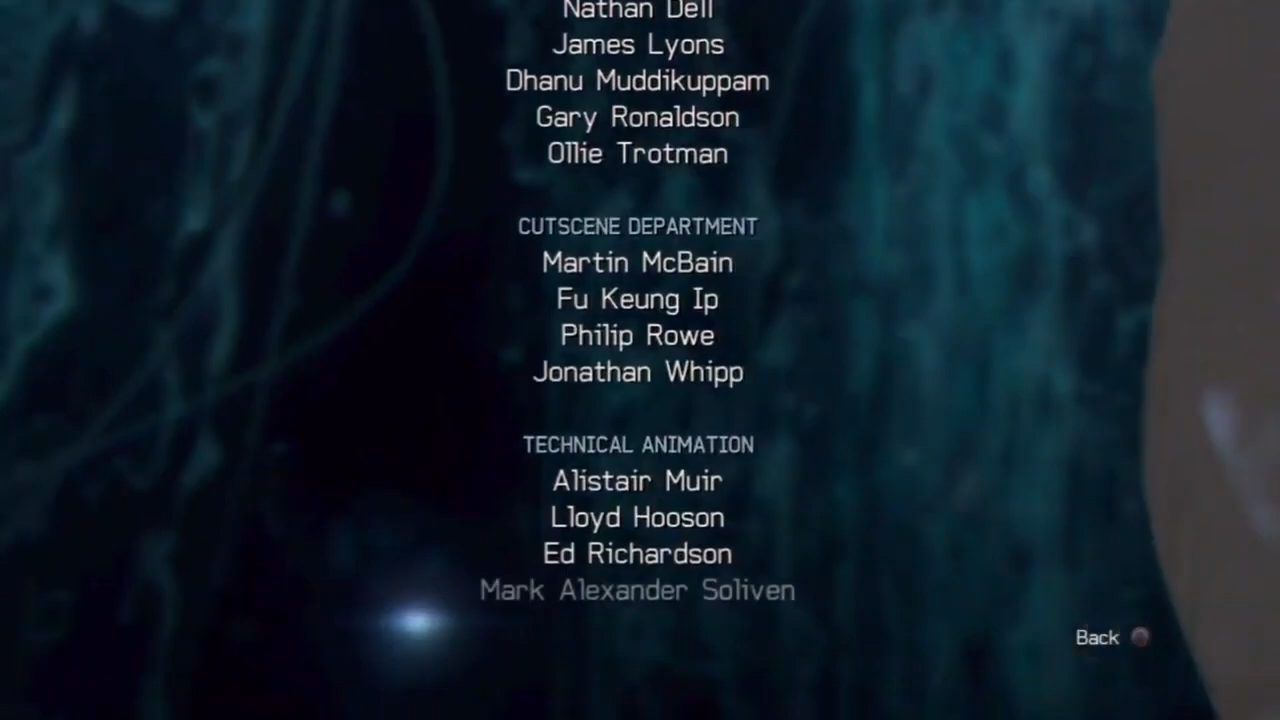 Nathan Dell
James Lyons
Dhanu Muddikuppam
Gary Ronaldson
Ollie Trotman
CUTSCENE DEPARTMENT
Martin McBain
Fu Keung Ip
Philip Rowe
Jonathan Whipp
TECHNICAL ANIMATION
Alistair Muir
Lloyd Hooson
Ed Richardson
Mark Alexander Soliven
Back